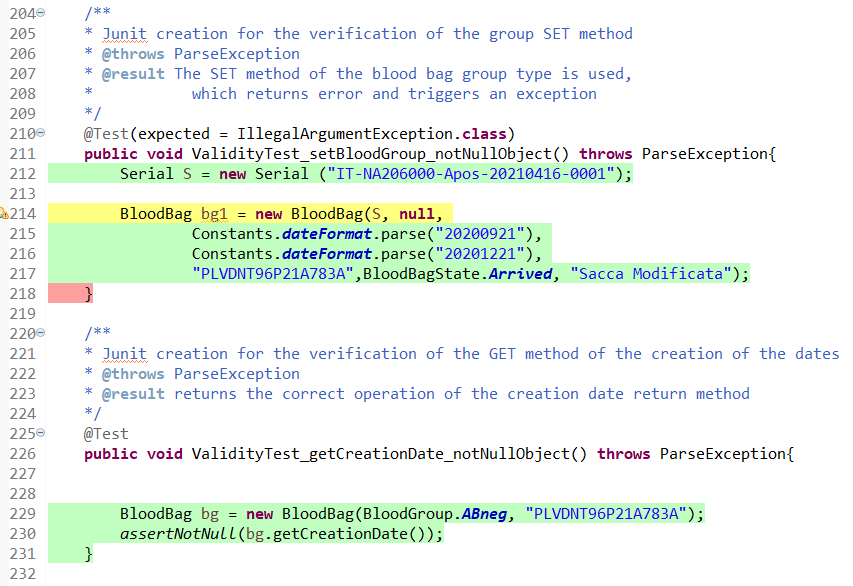 204 /**
205 * Junit creation for the verification of the group SET method
206 * @throws ParseException
207 * @result The SET method of the blood bag group type is used,
208 * which returns error and triggers an exception
209 */
210 @Test(expected = IllegalArgumentException.class)
211 public void ValidityTest_setBloodGroup_notNullObject() throws ParseException{
212 Serial S = new Serial ("IT-NA206000-Apos-20210416-0001");
213
214 BloodBag bg1 = new BloodBag(S, null,
215 Constants.dateFormat.parse("20200921"),
216 Constants.dateFormat.parse("20201221"),
217 "PLVDNT96P21A783A",BloodBagState.Arrived, "Sacca Modificata");
218 }
219
220 /**
221 * Junit creation for the verification of the GET method of the creation of the dates
222 * @throws ParseException
223 * @result returns the correct operation of the creation date return method
224 */
225 @Test
226 public void ValidityTest_getCreationDate_notNullObject() throws ParseException{
227
228
229 BloodBag bg = new BloodBag(BloodGroup.ABneg, "PLVDNT96P21A783A");
230 assertNotNull(bg.getCreationDate());
231 }
232